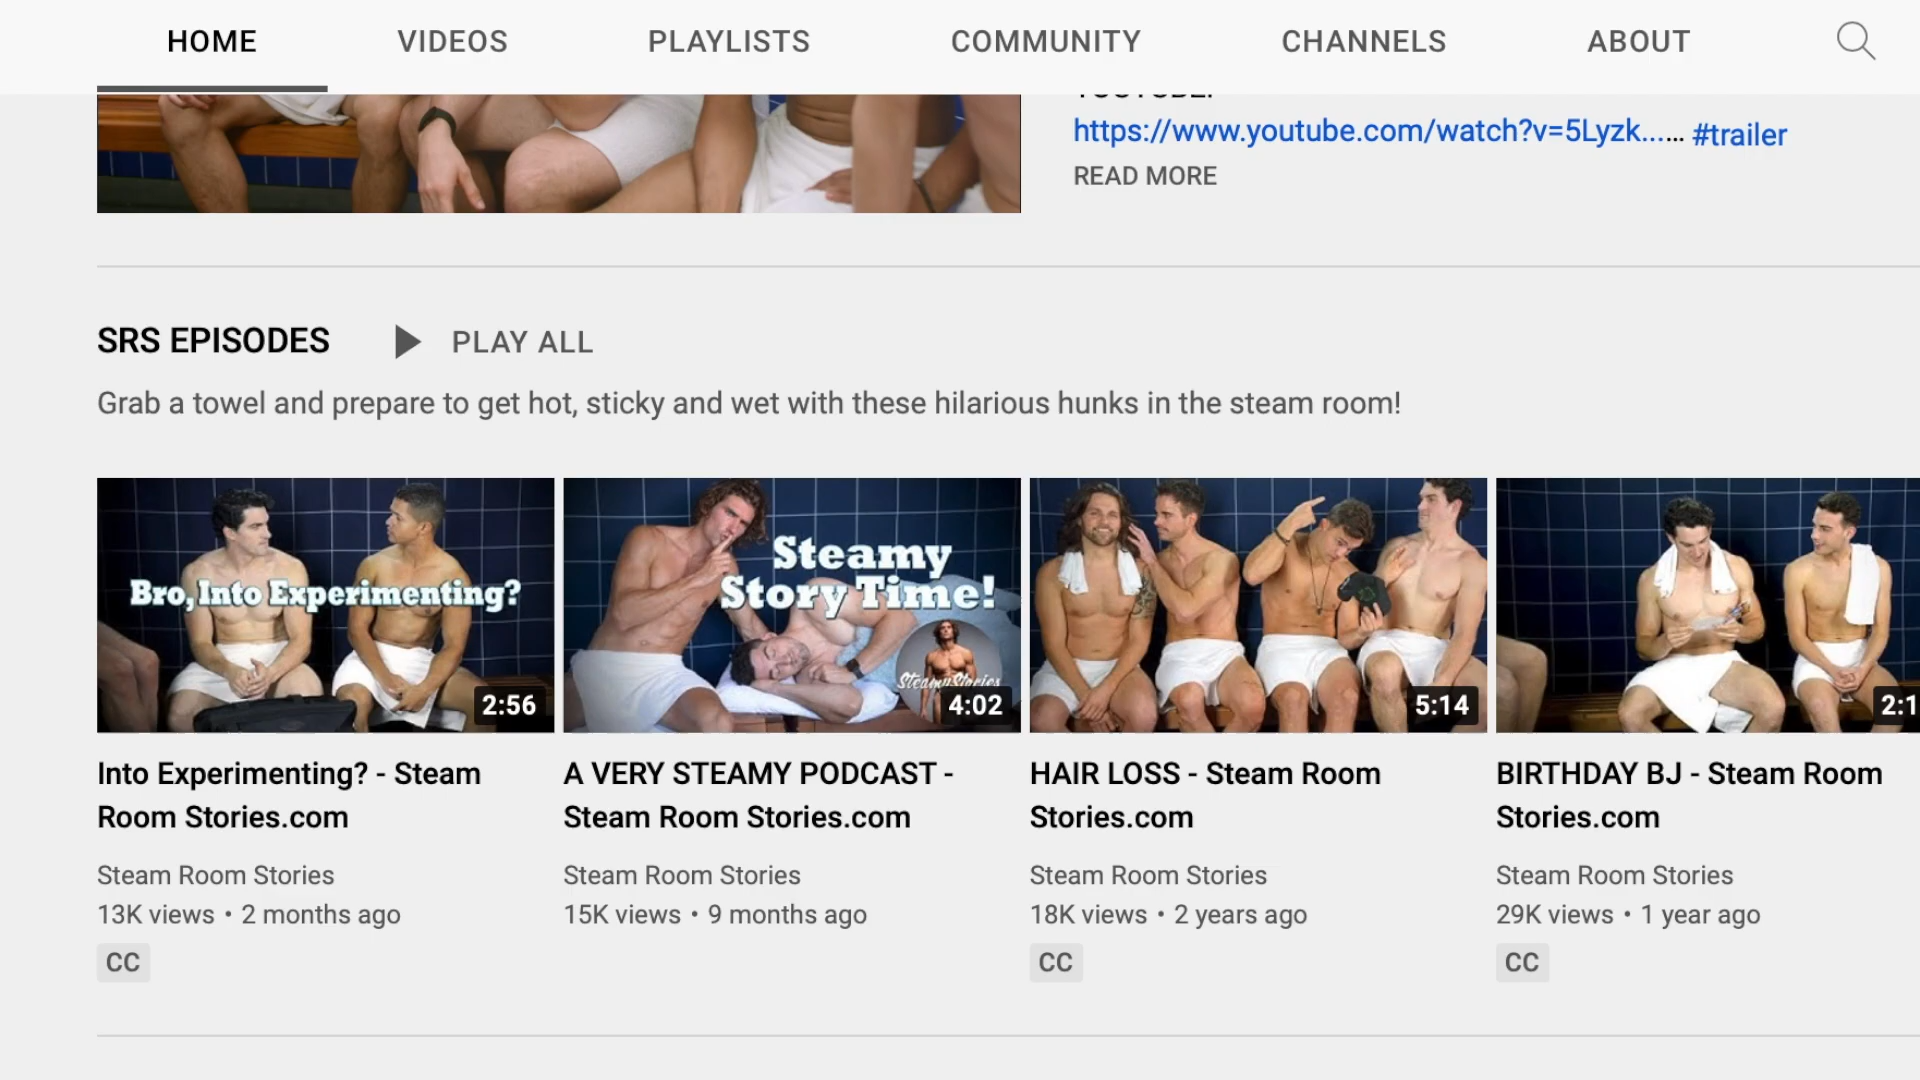 HOME VIDEOS PLAYLISTS COMMUNITY CHANNELS ABOUT
https://www.youtube.com/watch?v=5Lyzk...... #trailer
READ MORE
SRS EPISODES PLAY ALL
Grab a towel and prepare to get hot, sticky and wet with these hilarious hunks in the steam room!
Bro, Into Experimenting?
2:56
Steamy
Story Time!
Steamy Stories
4:02
5:14
2:1
Into Experimenting? - Steam
Room Stories.com
Steam Room Stories
13K views • 2 months ago
CC
A VERY STEAMY PODCAST -
Steam Room Stories.com
Steam Room Stories
15K views • 9 months ago
HAIR LOSS - Steam Room
Stories.com
Steam Room Stories
18K views • 2 years ago
CC
BIRTHDAY BJ - Steam Room
Stories.com
Steam Room Stories
29K views • 1 year ago
CC